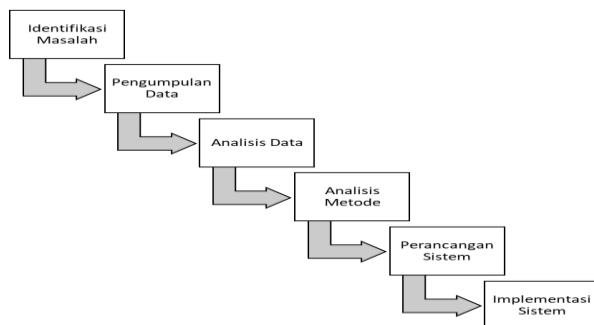 Identifikasi
Masalah
Pengumpulan
Data
Analisis Data
Analisis
Metode
Perancangan
Sistem
Implementasi
Sistem